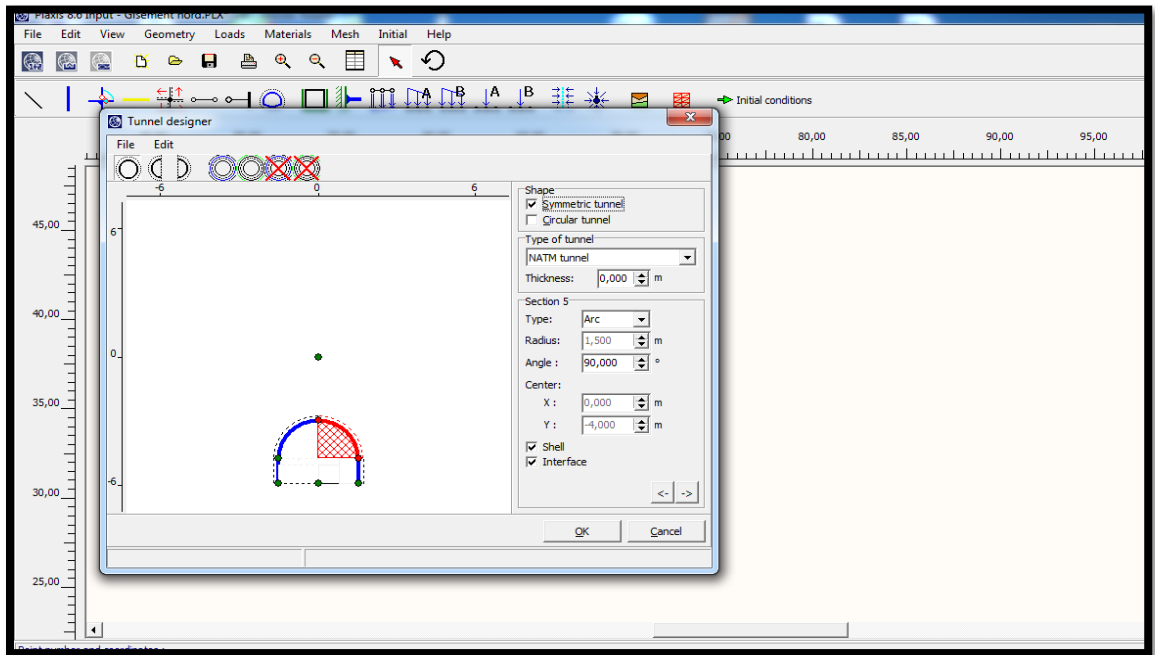 Plaxis 8.6 Input - Gisement nord.PLX
File Edit View Geometry Loads Materials Mesh Initial Help
A B A B Initial conditions
Tunnel designer
80,00 85,00 90,00 95,00
File Edit
-6 0 6
6
0
-6
45,00
40,00
35,00
30,00
25,00
Shape
Symmetric tunnel
Circular tunnel
Type of tunnel
NATM tunnel
Thickness: 0,000 m
Section 5
Type: Arc
Radius: 1,500 m
Angle : 90,000 °
Center:
X : 0,000 m
Y : -4,000 m
Shell
Interface
<- ->
OK Cancel
Point number and coordinates :